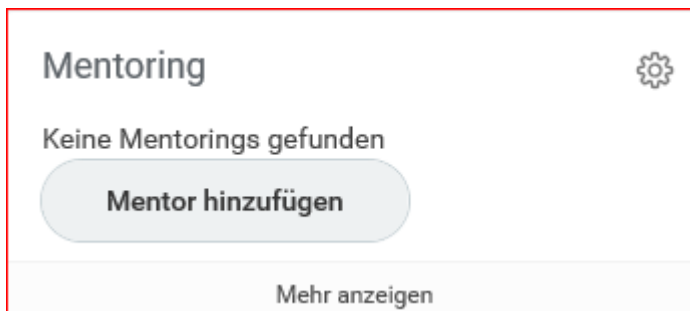 Mentoring
Keine Mentorings gefunden
Mentor hinzufügen
Mehr anzeigen